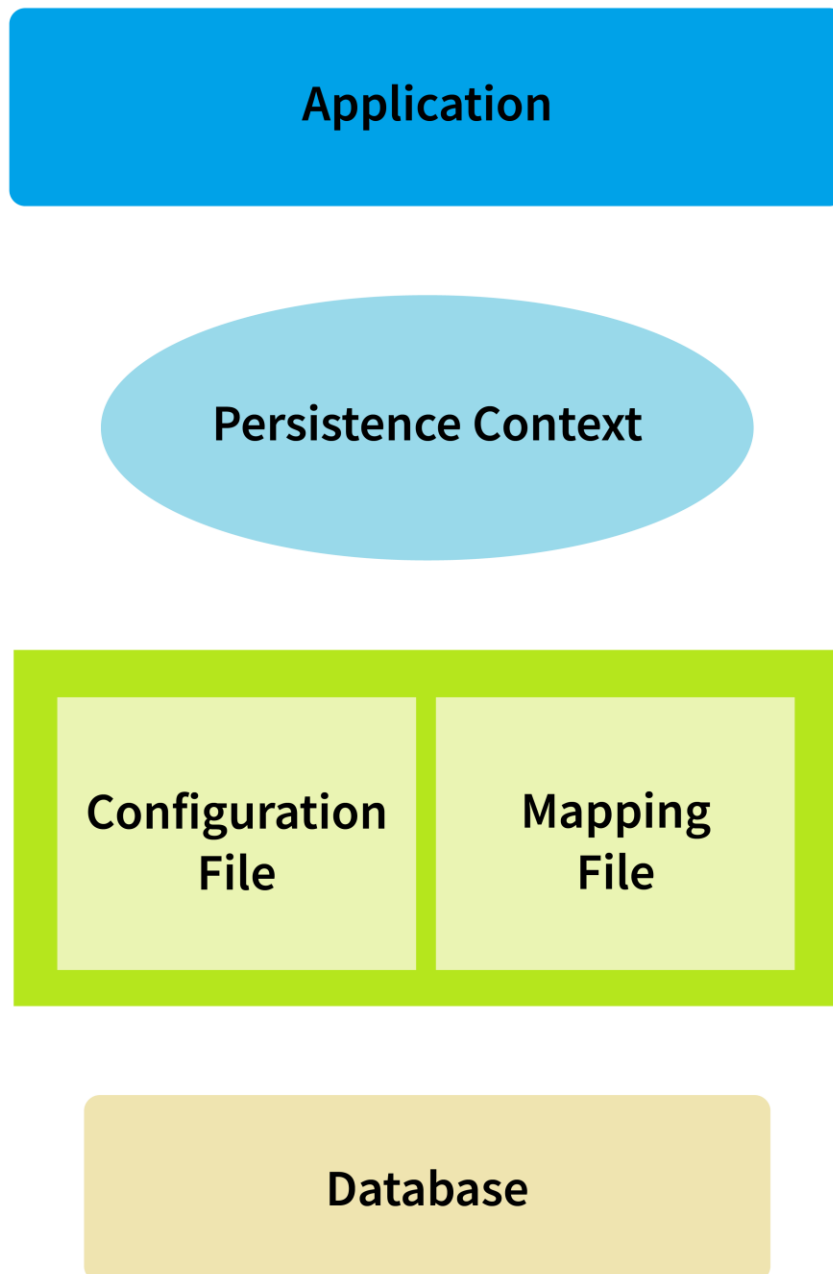 Application
Persistence Context
Configuration
File
Mapping
File
Database